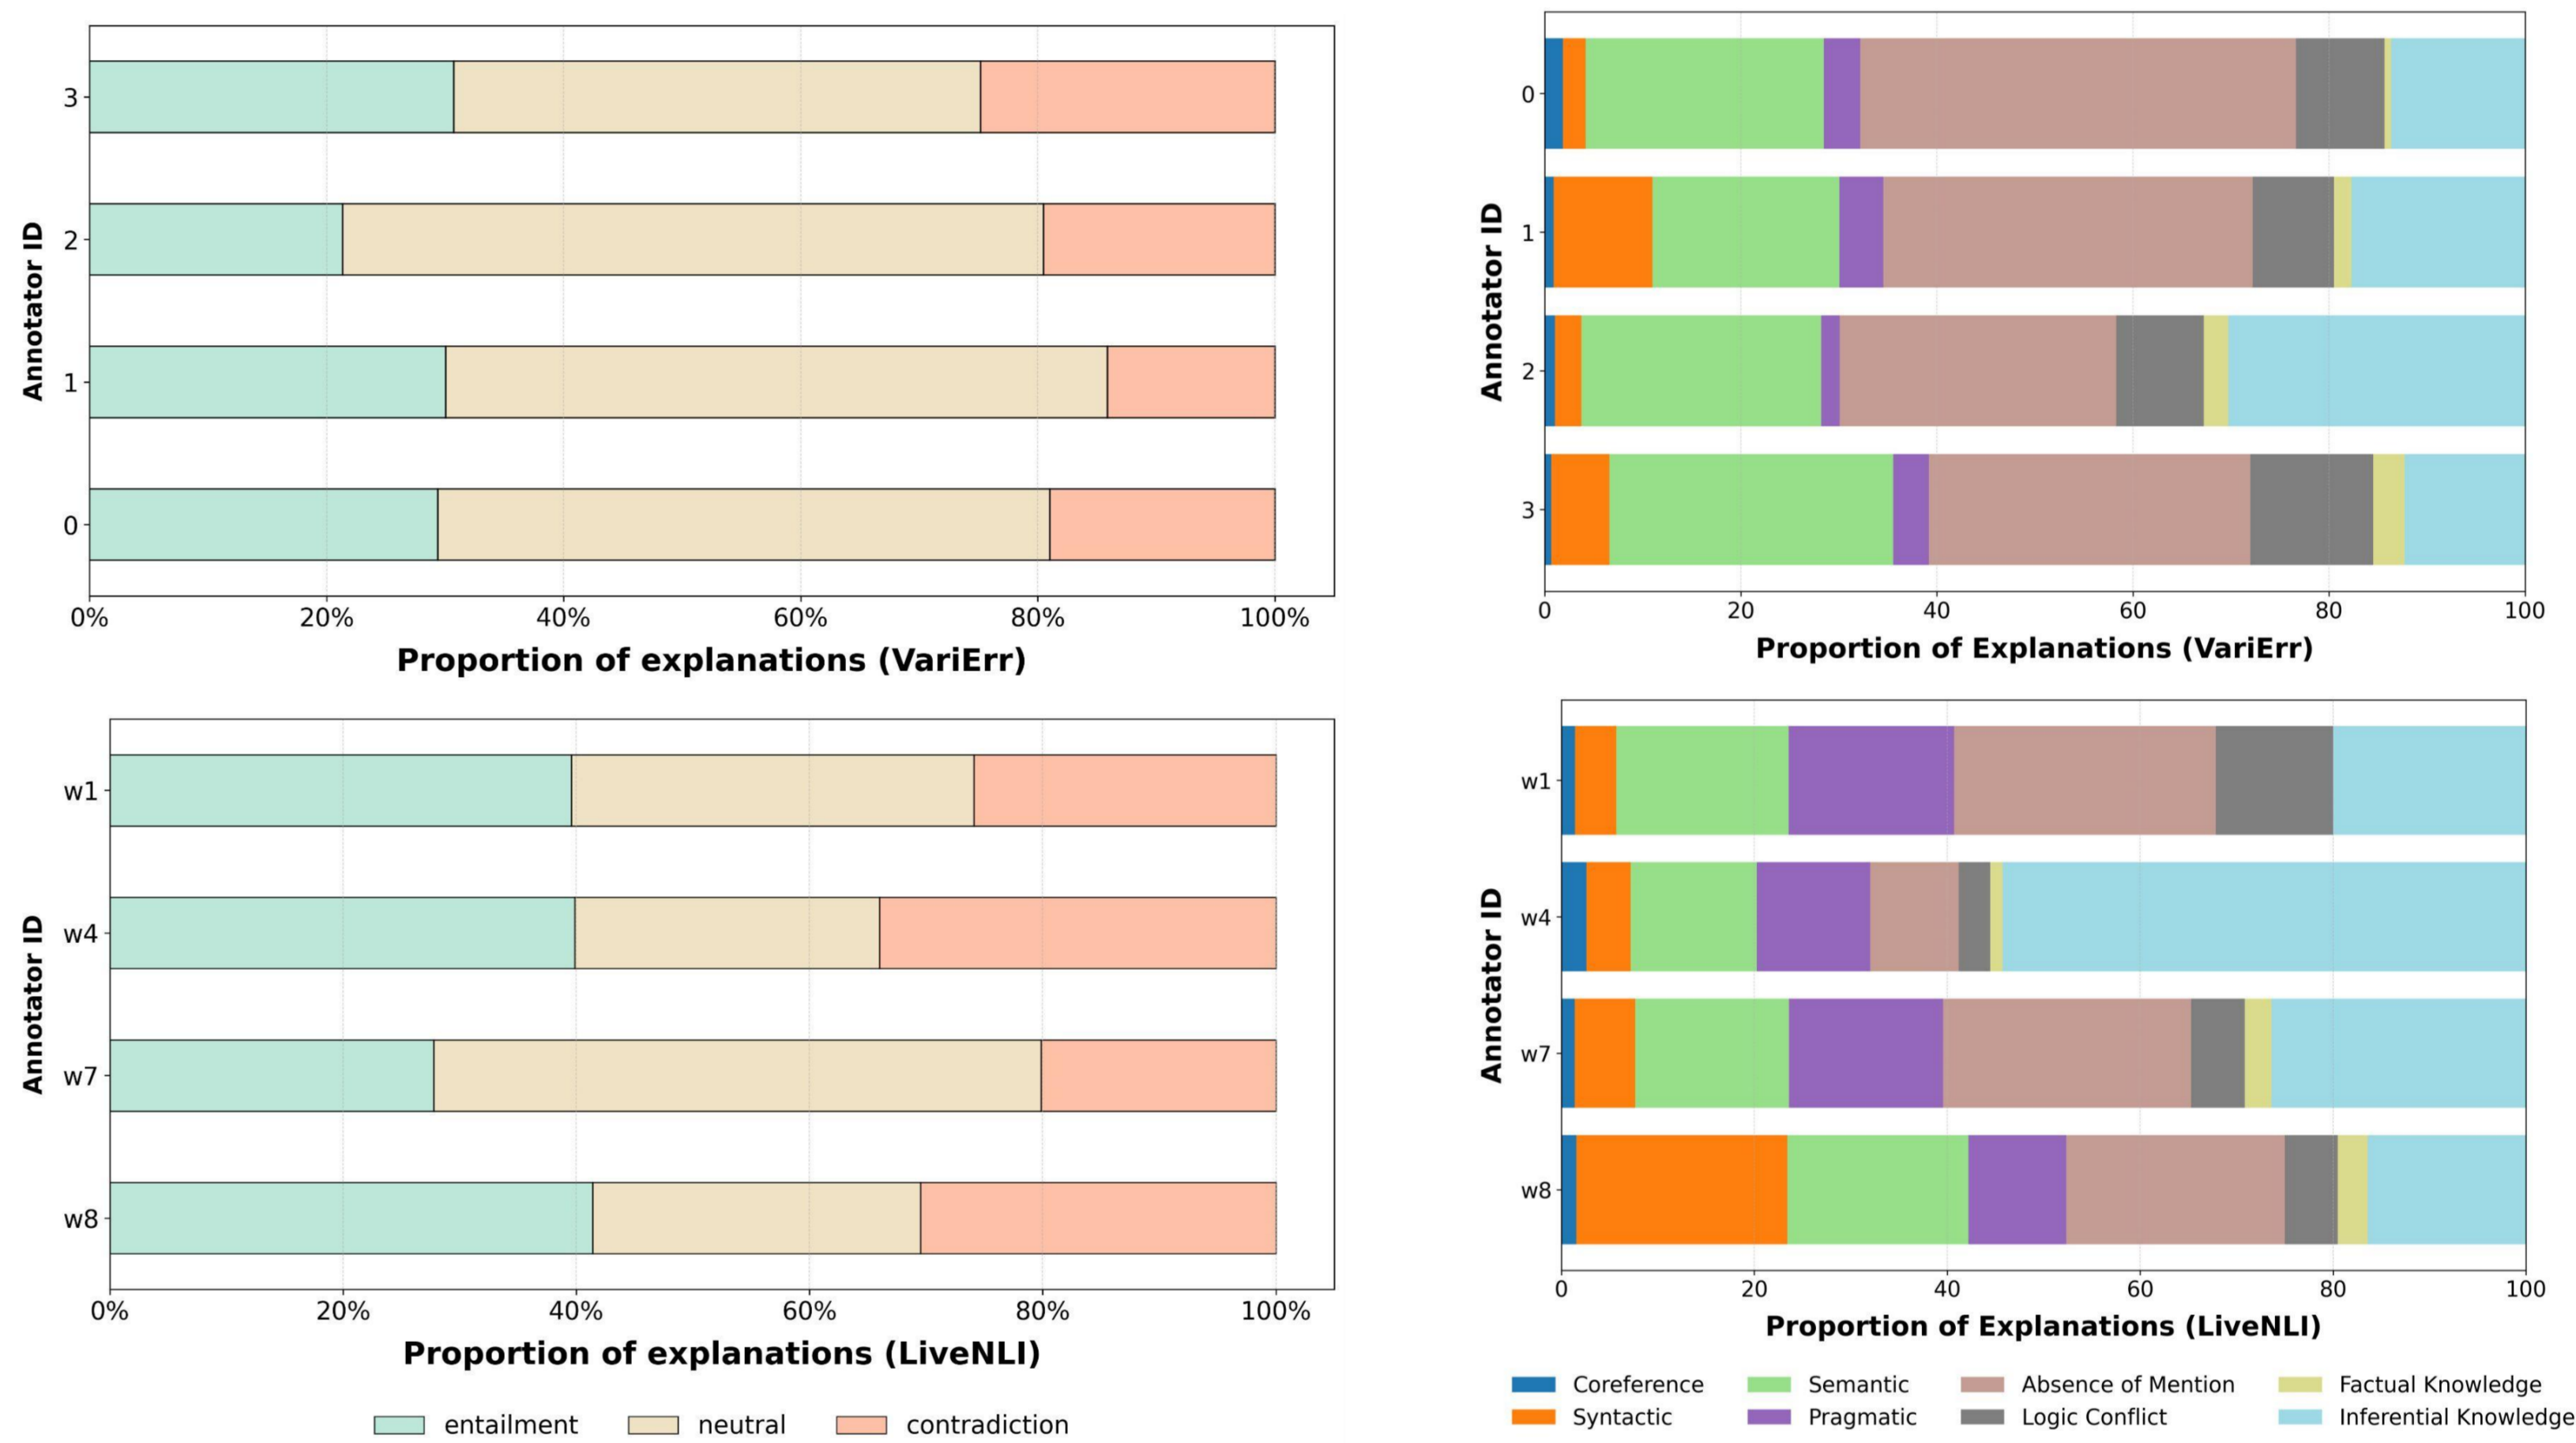 Annotator ID
3
2
1
0
0% 20% 40% 60% 80% 100%
Proportion of explanations (VariErr)
Annotator ID
0
1
2
3
0 20 40 60 80 100
Proportion of Explanations (VariErr)
Annotator ID
w1
w4
w7
w8
0% 20% 40% 60% 80% 100%
Proportion of explanations (LiveNLI)
entailment neutral contradiction
Annotator ID
w1
w4
w7
w8
0 20 40 60 80 100
Proportion of Explanations (LiveNLI)
Coreference Semantic Absence of Mention Factual Knowledge
Syntactic Pragmatic Logic Conflict Inferential Knowledge